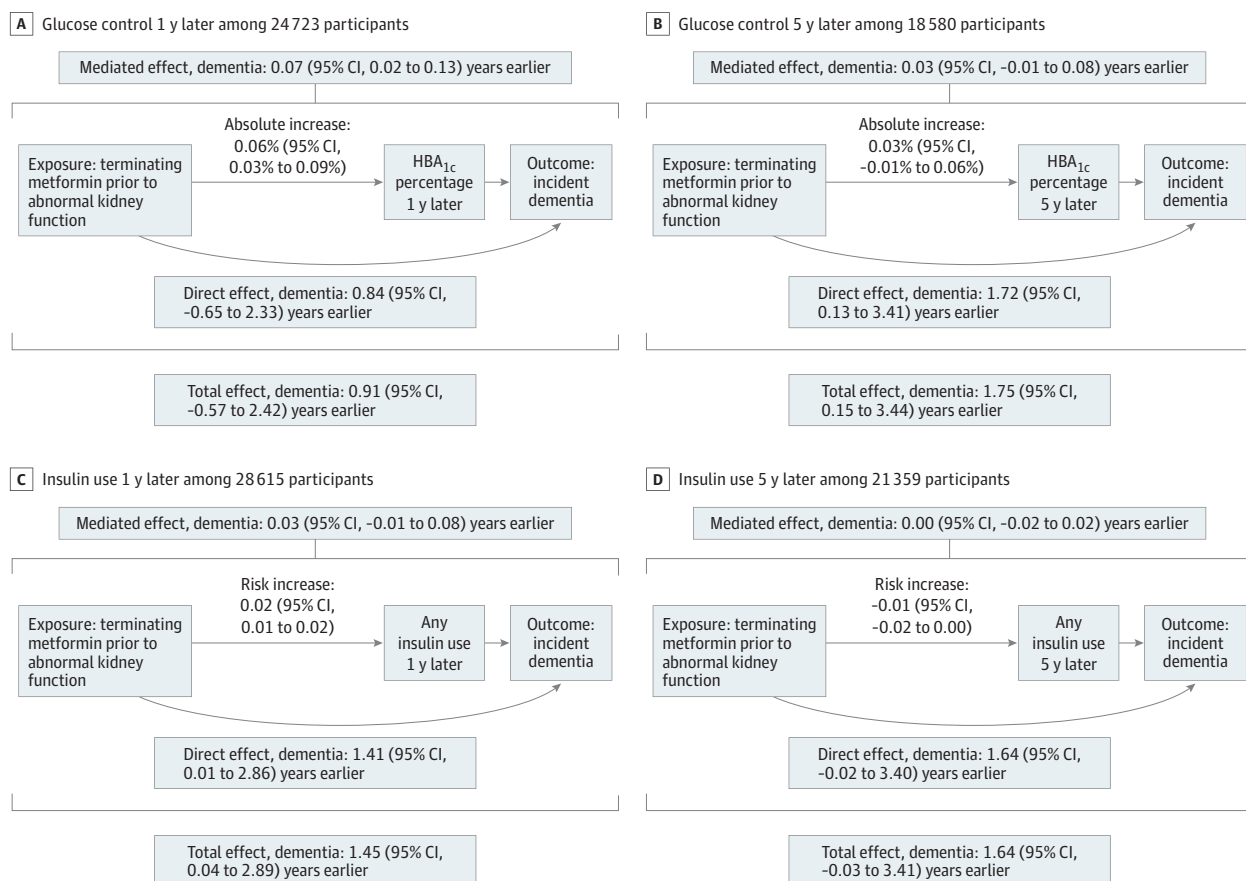 A Glucose control 1 y later among 24 723 participants
Mediated effect, dementia: 0.07 (95% CI, 0.02 to 0.13) years earlier
Absolute increase:
0.06% (95% CI,
0.03% to 0.09%)
Exposure: terminating
metformin prior to
abnormal kidney
function
HBA1c
percentage
1 y later
Outcome:
incident
dementia
Direct effect, dementia: 0.84 (95% CI,
-0.65 to 2.33) years earlier
Total effect, dementia: 0.91 (95% CI,
-0.57 to 2.42) years earlier
B Glucose control 5 y later among 18 580 participants
Mediated effect, dementia: 0.03 (95% CI, -0.01 to 0.08) years earlier
Absolute increase:
0.03% (95% CI,
-0.01% to 0.06%)
Exposure: terminating
metformin prior to
abnormal kidney
function
HBA1c
percentage
5 y later
Outcome:
incident
dementia
Direct effect, dementia: 1.72 (95% CI,
0.13 to 3.41) years earlier
Total effect, dementia: 1.75 (95% CI,
0.15 to 3.44) years earlier
C Insulin use 1 y later among 28 615 participants
Mediated effect, dementia: 0.03 (95% CI, -0.01 to 0.08) years earlier
Risk increase:
0.02 (95% CI,
0.01 to 0.02)
Exposure: terminating
metformin prior to
abnormal kidney
function
Any
insulin use
1 y later
Outcome:
incident
dementia
Direct effect, dementia: 1.41 (95% CI,
0.01 to 2.86) years earlier
Total effect, dementia: 1.45 (95% CI,
0.04 to 2.89) years earlier
D Insulin use 5 y later among 21 359 participants
Mediated effect, dementia: 0.00 (95% CI, -0.02 to 0.02) years earlier
Risk increase:
-0.01 (95% CI,
-0.02 to 0.00)
Exposure: terminating
metformin prior to
abnormal kidney
function
Any
insulin use
5 y later
Outcome:
incident
dementia
Direct effect, dementia: 1.64 (95% CI,
-0.02 to 3.40) years earlier
Total effect, dementia: 1.64 (95% CI,
-0.03 to 3.41) years earlier